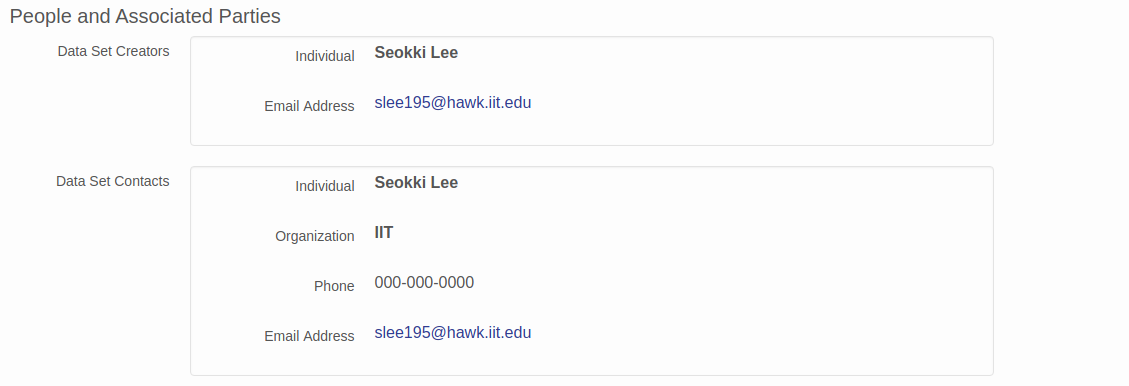 People and Associated Parties
Data Set Creators
Individual Seokki Lee
Email Address slee195@hawk.iit.edu
Data Set Contacts
Individual Seokki Lee
Organization IIT
Phone 000-000-0000
Email Address slee195@hawk.iit.edu